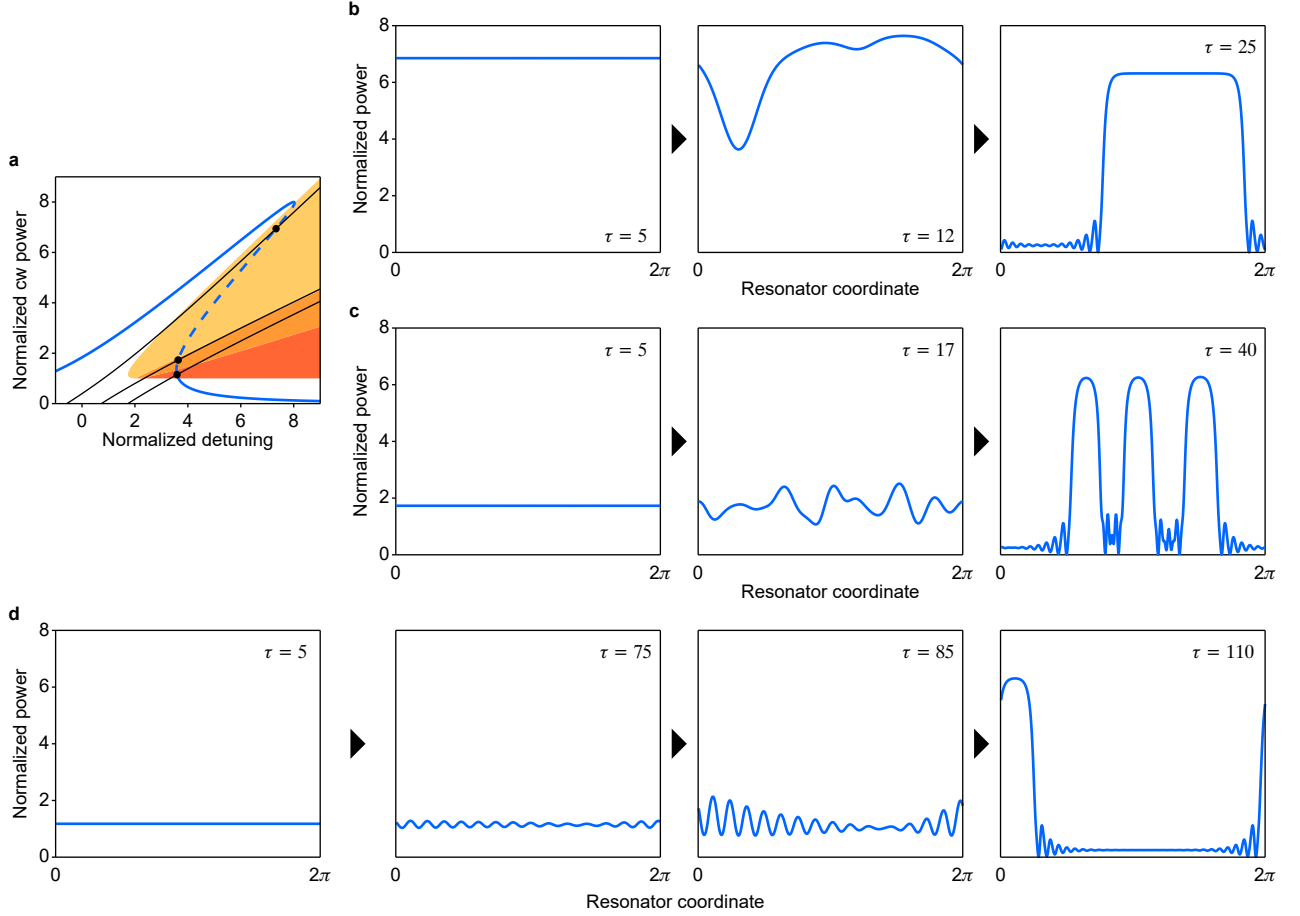 a
Normalized cw power
8
6
4
2
0
0
2
4
6
8
Normalized detuning
b
Normalized power
8
6
4
2
0
τ = 5
0
2π
τ = 12
0
2π
τ = 25
0
2π
Resonator coordinate
c
Normalized power
8
6
4
2
0
τ = 5
0
2π
τ = 17
0
2π
τ = 40
0
2π
Resonator coordinate
d
Normalized power
8
6
4
2
0
τ = 5
0
2π
τ = 75
0
2π
τ = 85
0
2π
τ = 110
0
2π
Resonator coordinate